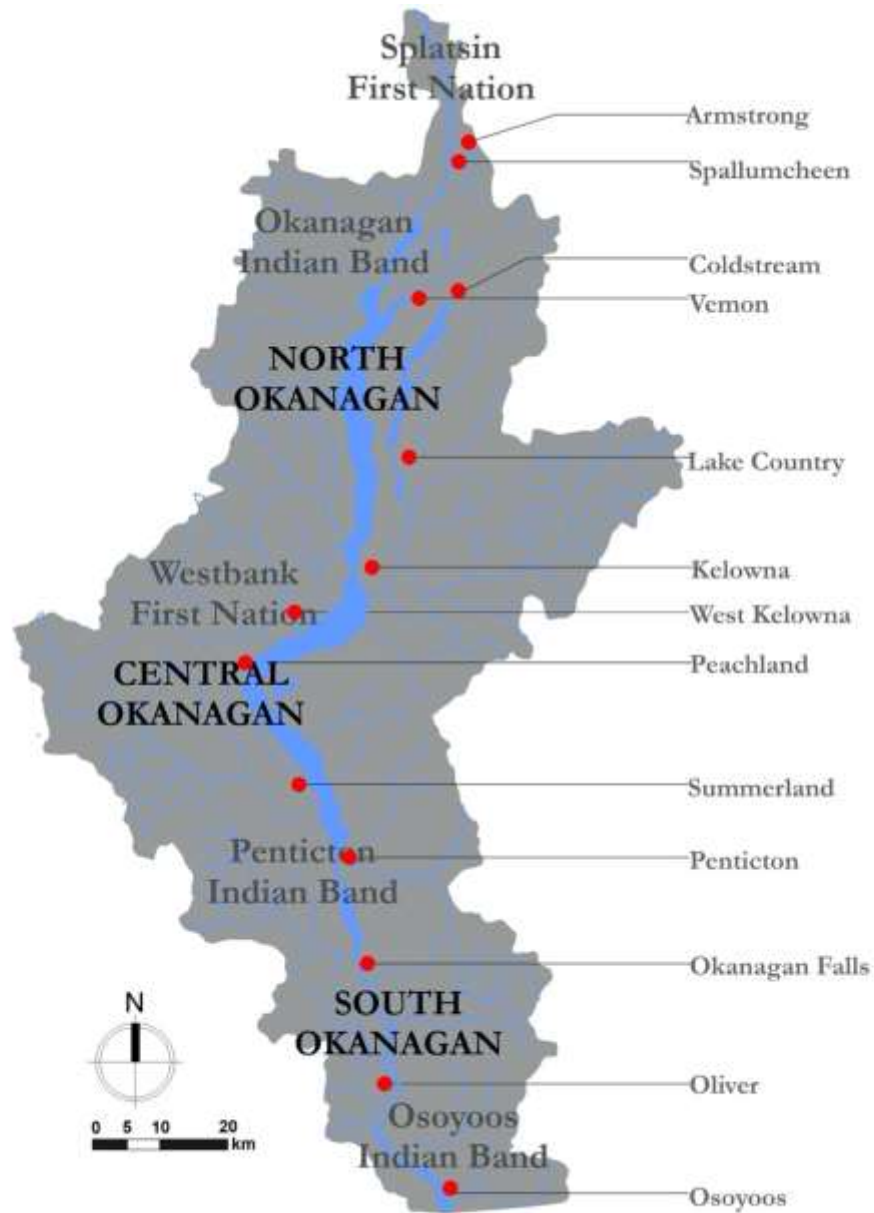 Splatsin
First Nation
Armstrong
Spallumcheen
Okanagan
Indian Band
Coldstream
Vernon
NORTH
OKANAGAN
Lake Country
Westbank
First Nation
Kelowna
West Kelowna
Peachland
CENTRAL
OKANAGAN
Summerland
Penticton
Indian Band
Penticton
Okanagan Falls
SOUTH
OKANAGAN
N
0 5 10 20
km
Oliver
Osoyoos
Indian Band
Osoyoos